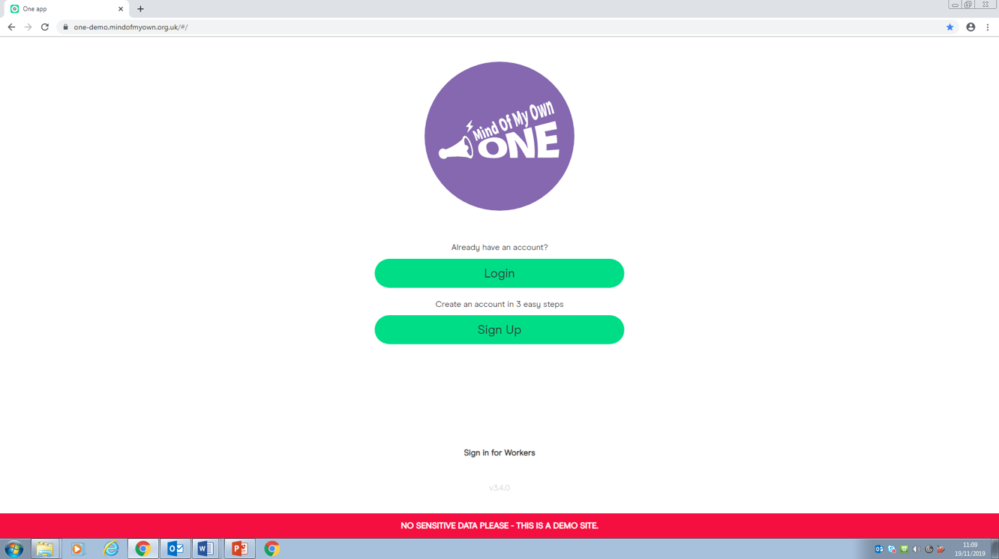 One app
one-demo.mindofmyown.org.uk/#/
Mind Of My Own
ONE
Already have an account?
Login
Create an account in 3 easy steps
Sign Up
Sign in for Workers
v3.4.0
NO SENSITIVE DATA PLEASE - THIS IS A DEMO SITE.
11:09
19/11/2019